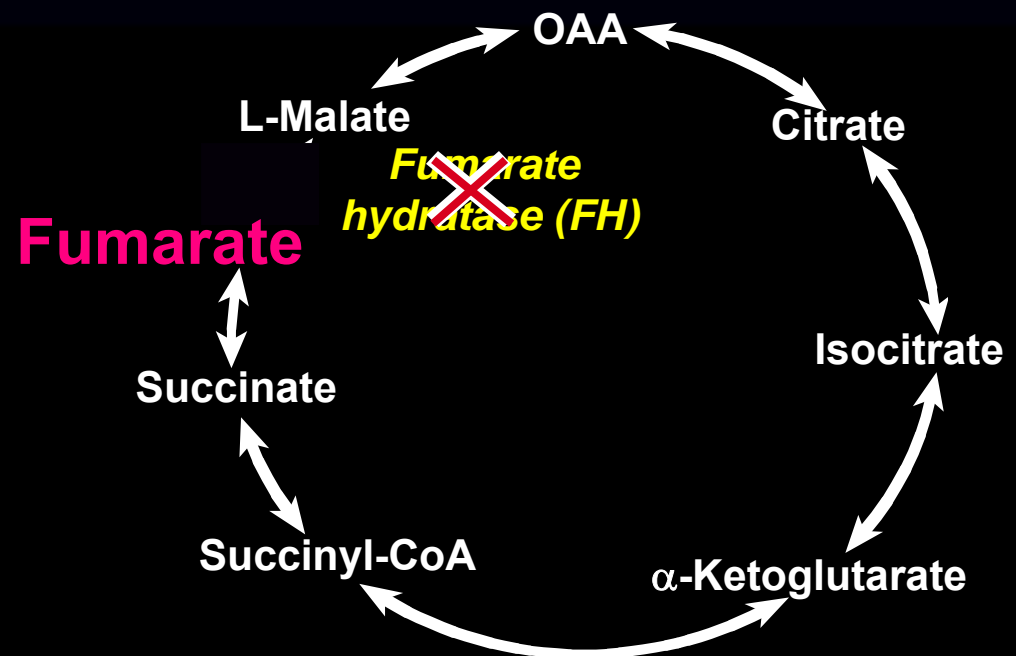 OAA
L-Malate
Citrate
Fumarate
hydratase (FH)
Fumarate
Isocitrate
Succinate
Succinyl-CoA
α-Ketoglutarate